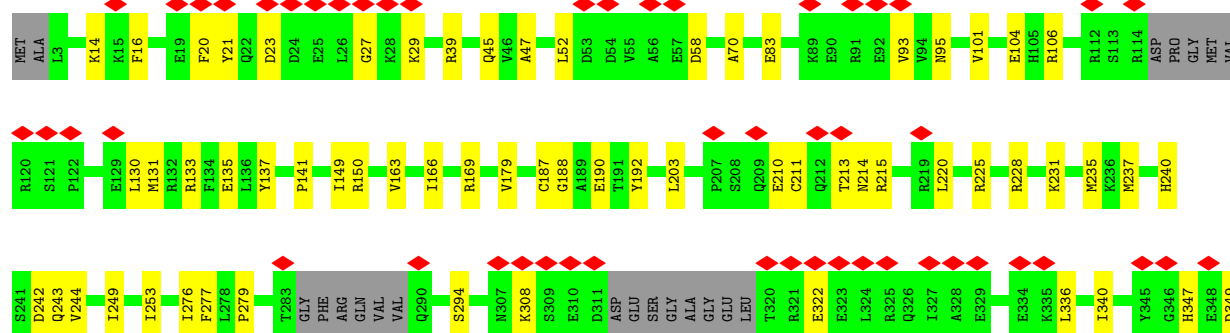 MET ALA L3 K14 K15 F16 E19 F20 Y21 Q22 D23 D24 E25 L26 G27 K28 K29 R39 Q45 V46 A47 L52 D53 D54 V55 A56 E57 D58 A70 E83 K89 E90 R91 E92 V93 V94 N95 V101 E104 H105 R106 R112 S113 R114 ASP PRO GLY MET VAL
R120 S121 P122 E129 L130 M131 R132 R133 F134 E135 L136 Y137 P141 I149 R150 V163 I166 R169 V179 C187 G188 A189 E190 T191 Y192 L203 P207 S208 Q209 E210 C211 Q212 T213 N214 R215 R219 L220 R225 R228 K231 M235 K236 M237 H240
S241 D242 Q243 V244 I249 I253 I276 F277 L278 P279 T283 GLY PHE ARG GLN VAL VAL Q290 S294 N307 K308 S309 E310 D311 ASP GLU SER GLY ALA GLY GLU LEU T320 R321 E322 E323 L324 R325 Q326 I327 A328 E329 E334 K335 L336 I340 Y345 G346 H347 E348